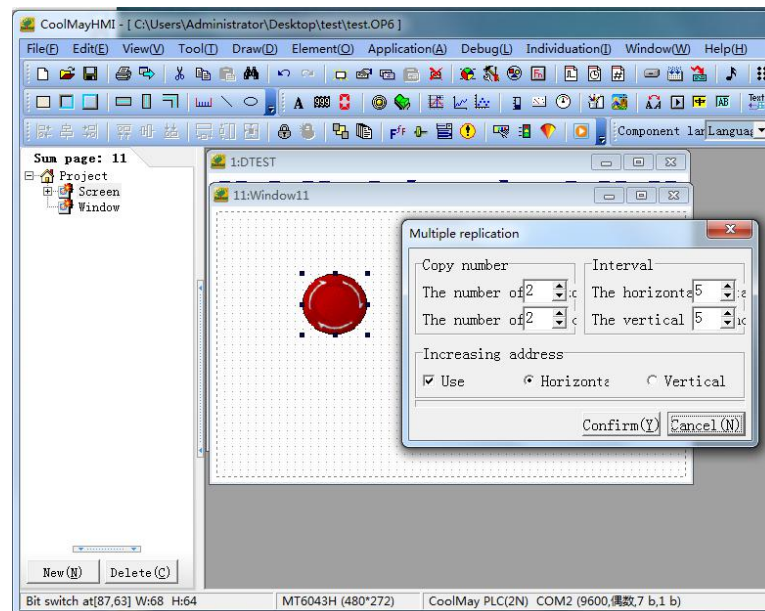 CoolMayHMI - [ C:\Users\Administrator\Desktop\test\test.OP6 ]
File(F) Edit(E) View(V) Tool(T) Draw(D) Element(O) Application(A) Debug(L) Individuation(I) Window(W) Help(H)
A 999
AB Text
F
Component lar Languag
Sum page: 11
Project
Screen
Window
1:DTEST
11:Window11
Multiple replication
Copy number
Interval
The number of 2
The horizonta 5
The number of 2
The vertical 5
Increasing address
Use Horizonta Vertical
Confirm(Y) Cancel(N)
New(N) Delete(C)
Bit switch at[87,63] W:68 H:64 MT6043H (480*272) CoolMay PLC(2N) COM2 (9600,偶数,7 b,1 b)